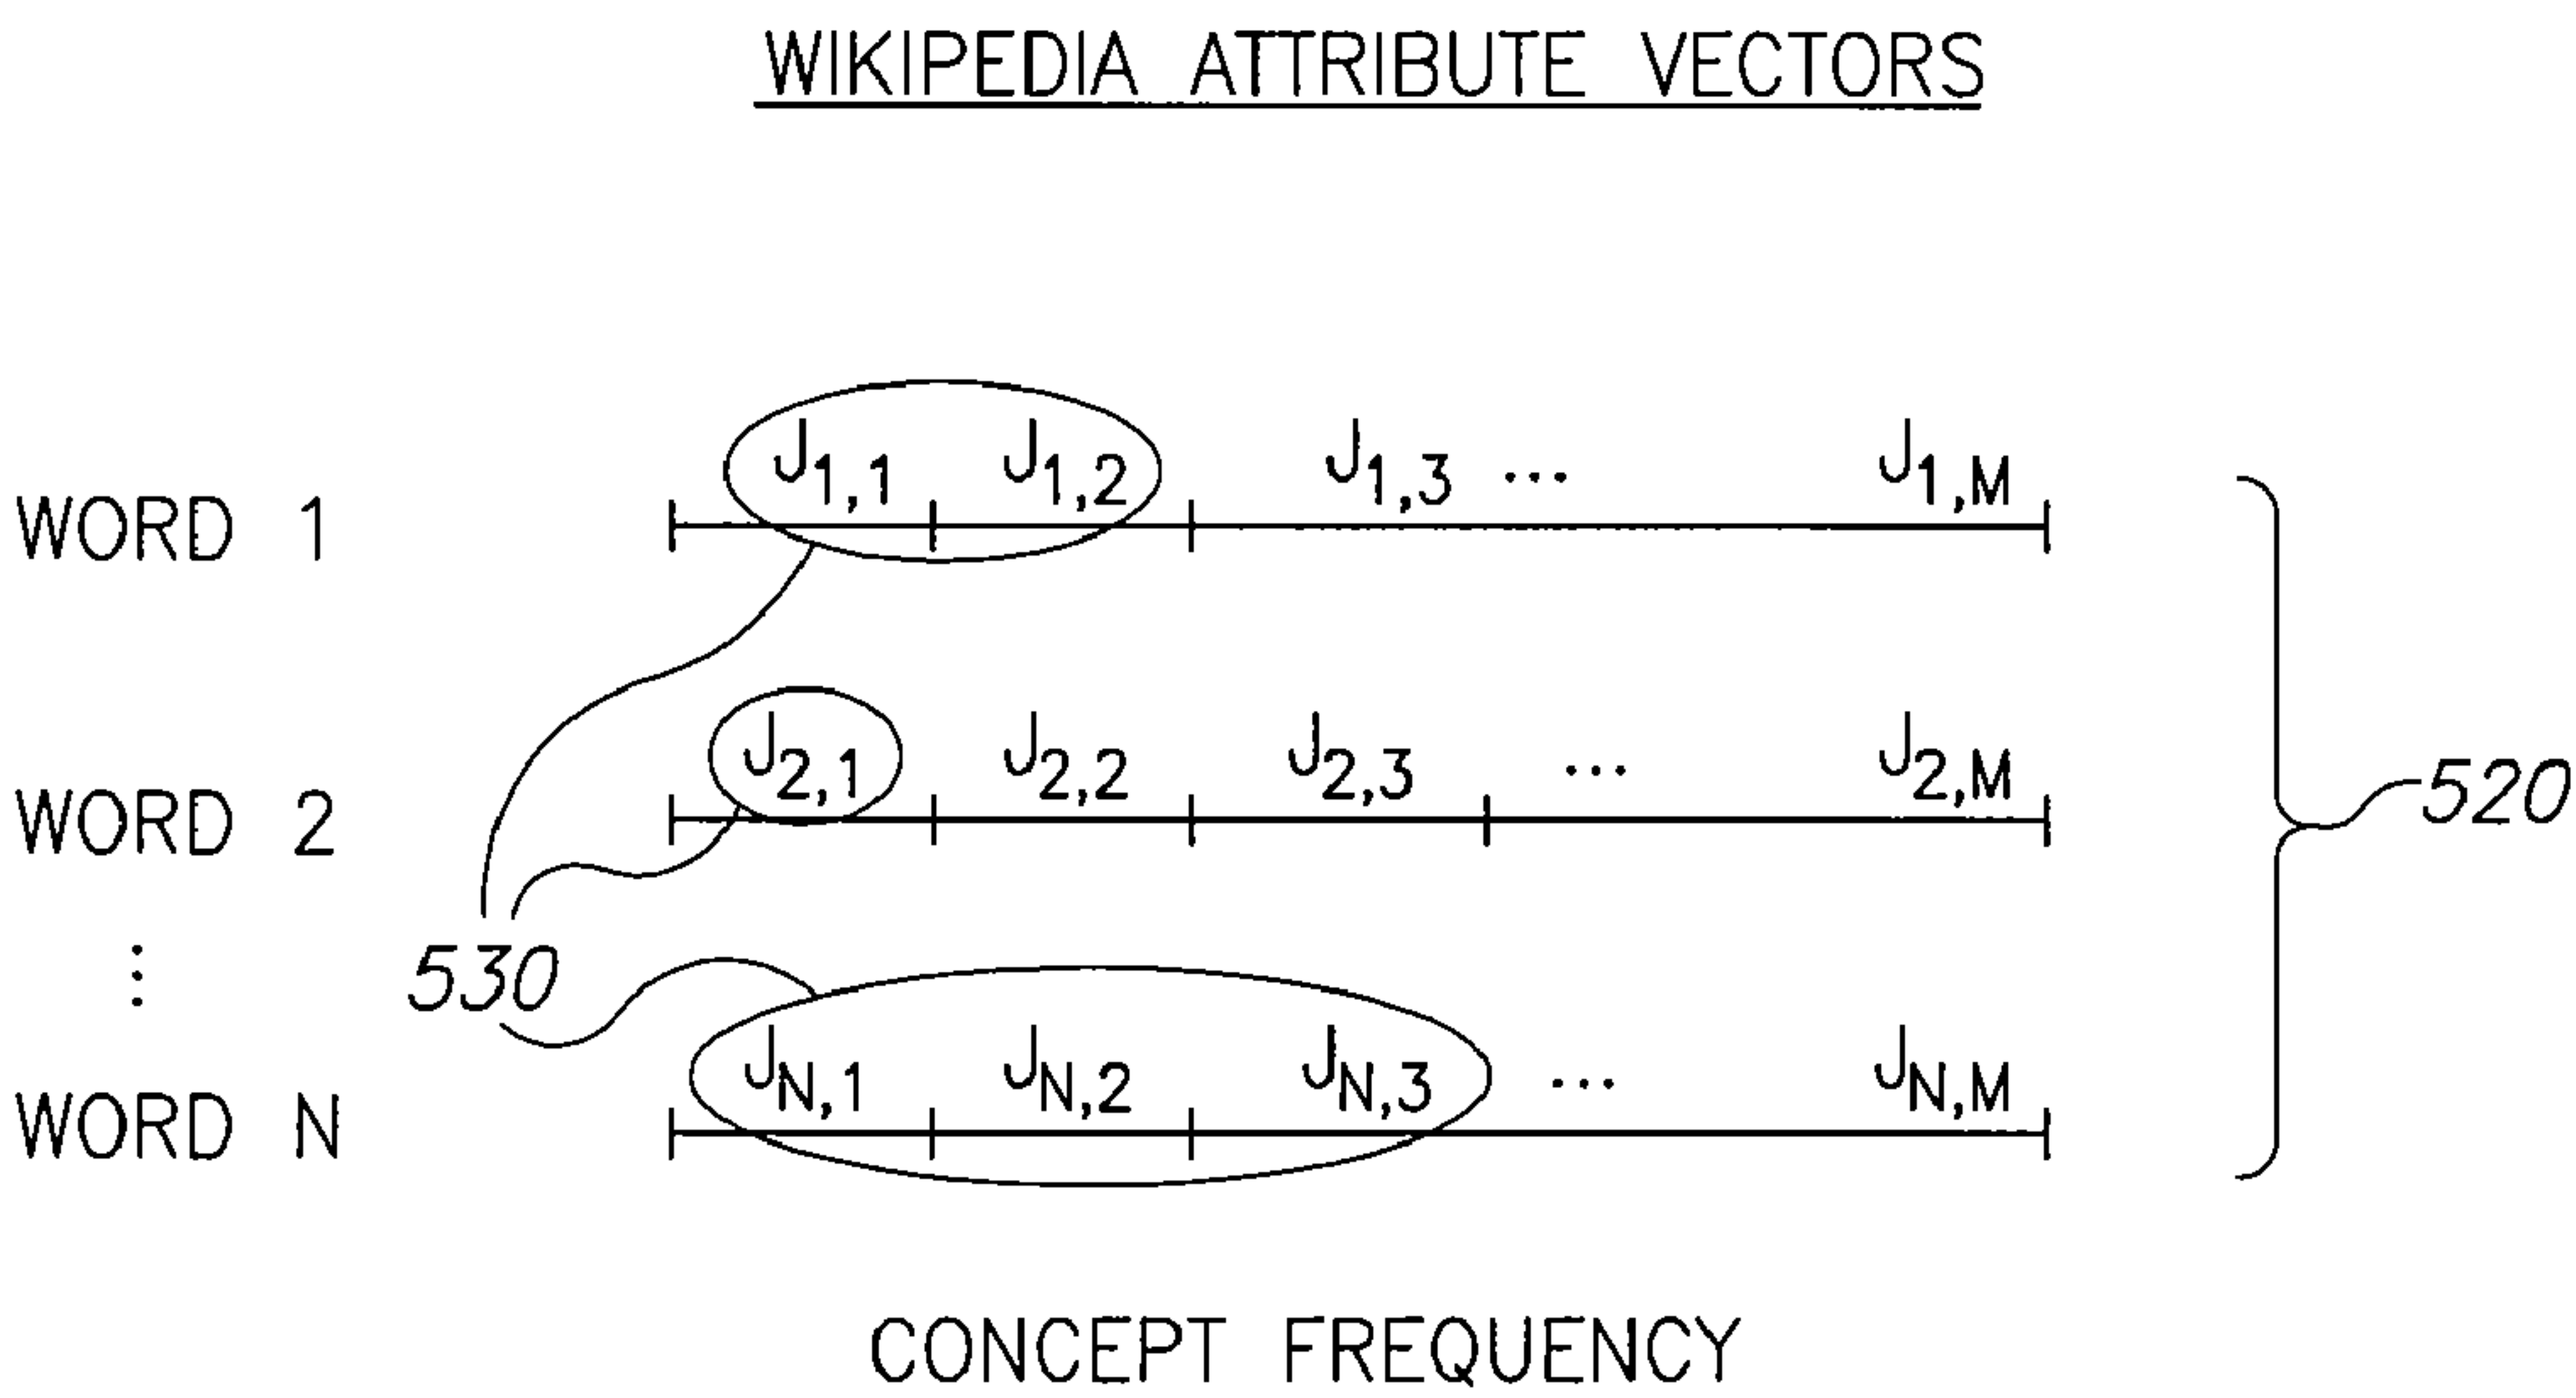 WIKIPEDIA ATTRIBUTE VECTORS
WORD 1 J1,1 J1,2 J1,3 ... J1,M
WORD 2 J2,1 J2,2 J2,3 ... J2,M
520
⋮ 530
WORD N JN,1 JN,2 JN,3 ... JN,M
CONCEPT FREQUENCY